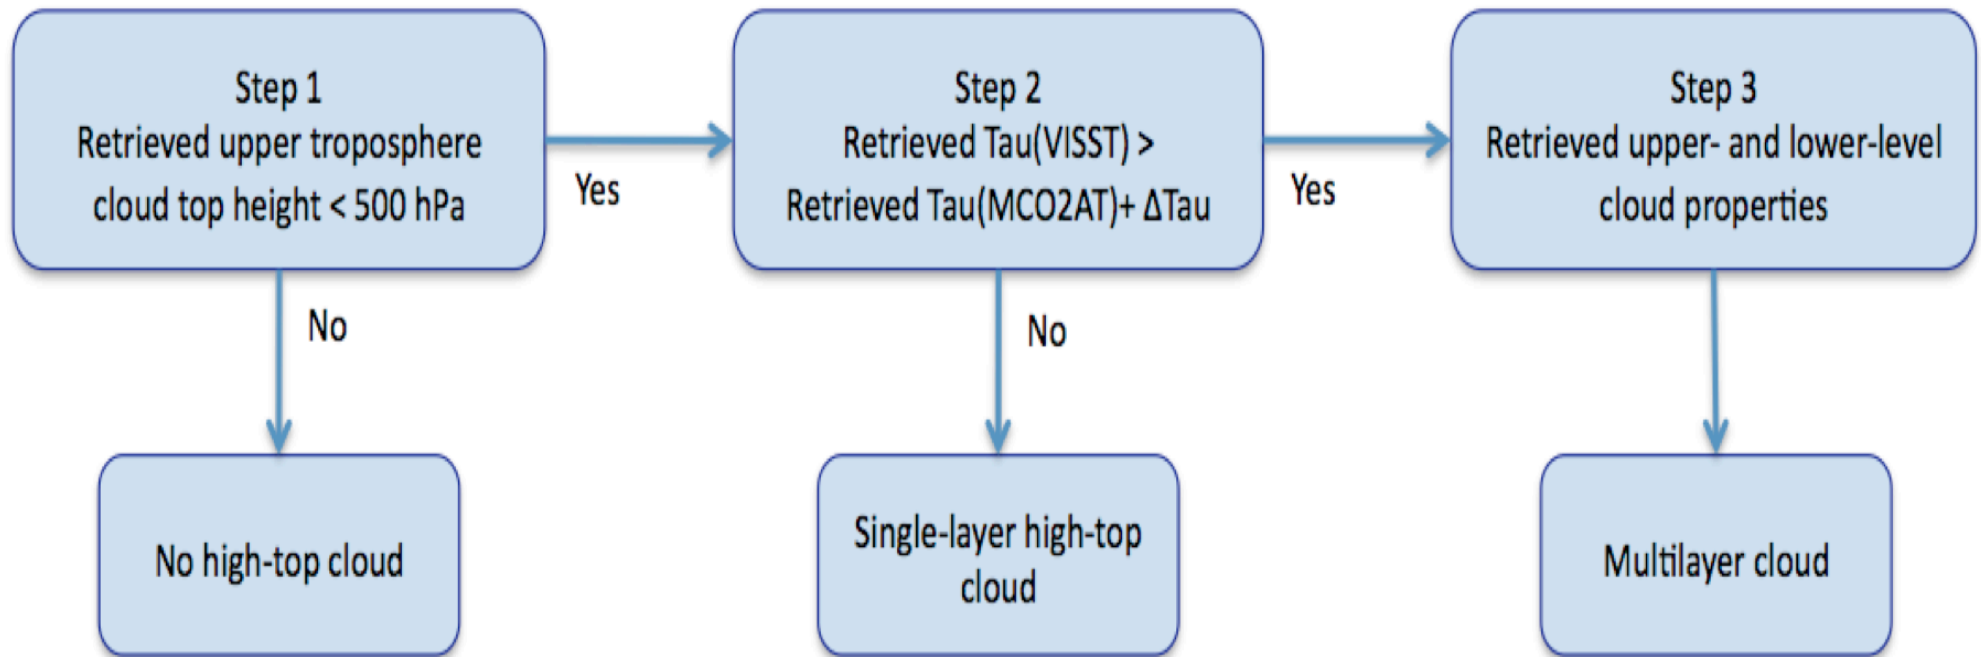 Step 1
Retrieved upper troposphere
cloud top height < 500 hPa
Yes
No
No high-top cloud
Step 2
Retrieved Tau(VISST) >
Retrieved Tau(MCO2AT)+ ΔTau
Yes
No
Single-layer high-top
cloud
Step 3
Retrieved upper- and lower-level
cloud properties
Multilayer cloud